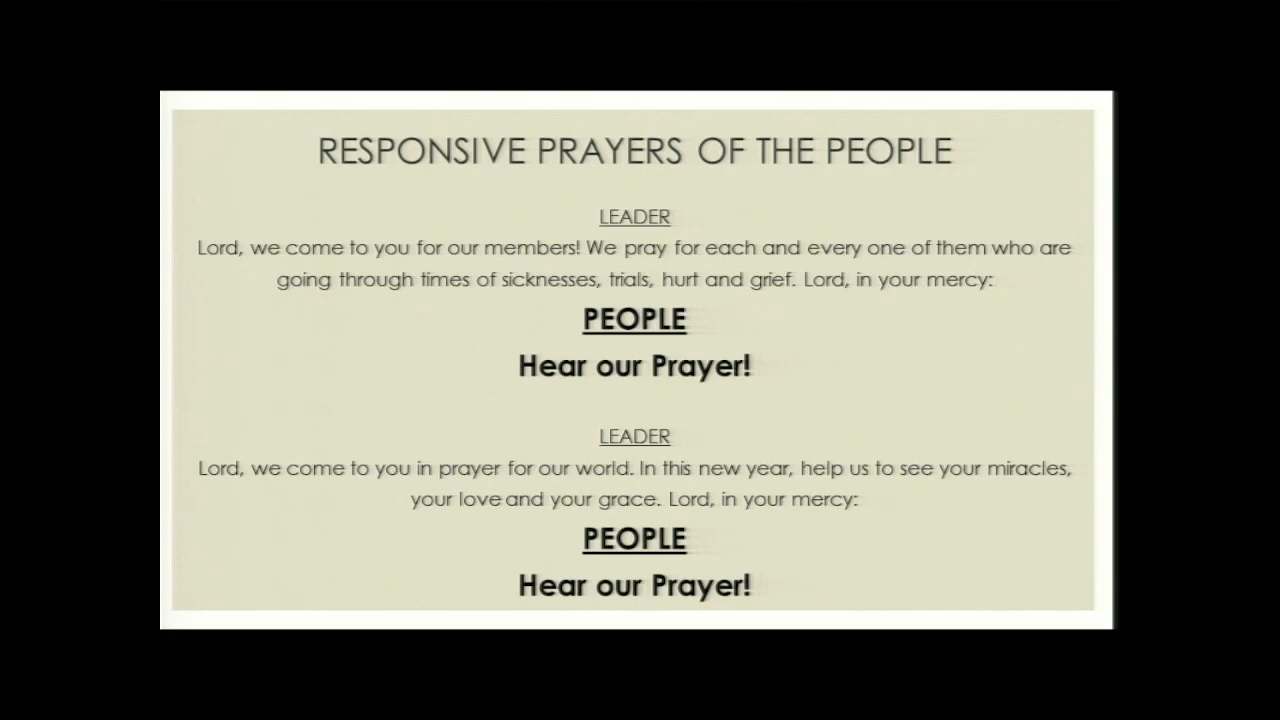 RESPONSIVE PRAYERS OF THE PEOPLE
LEADER
Lord, we come to you for our members! We pray for each and every one of them who are
going through times of sicknesses, trials, hurt and grief. Lord, in your mercy:
PEOPLE
Hear our Prayer!
LEADER
Lord, we come to you in prayer for our world. In this new year, help us to see your miracles,
your love and your grace. Lord, in your mercy:
PEOPLE
Hear our Prayer!